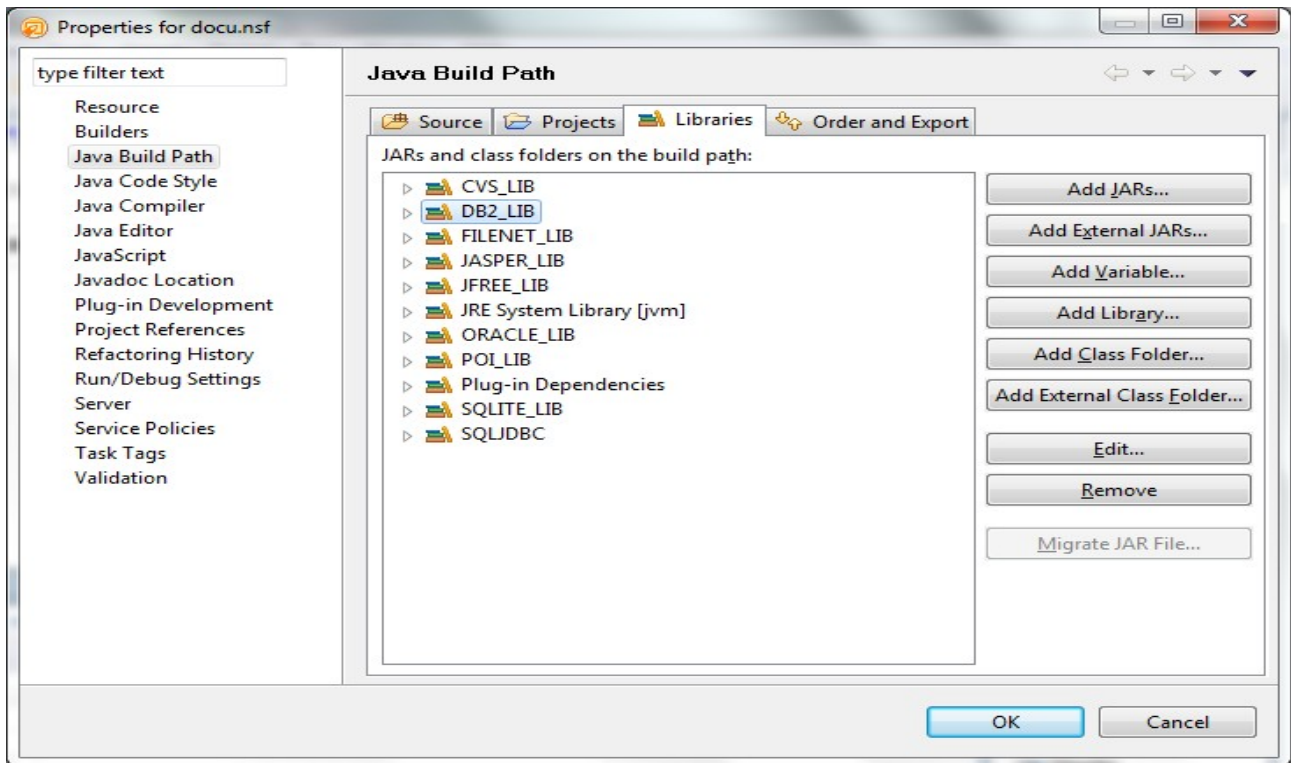 Properties for docu.nsf
type filter text
Resource
Builders
Java Build Path
Java Code Style
Java Compiler
Java Editor
JavaScript
Javadoc Location
Plug-in Development
Project References
Refactoring History
Run/Debug Settings
Server
Service Policies
Task Tags
Validation
Java Build Path
Source Projects Libraries Order and Export
JARs and class folders on the build path:
CVS_LIB
DB2_LIB
FILENET_LIB
JASPER_LIB
JFREE_LIB
JRE System Library [jvm]
ORACLE_LIB
POI_LIB
Plug-in Dependencies
SQLITE_LIB
SQLJDBC
Add JARs...
Add External JARs...
Add Variable...
Add Library...
Add Class Folder...
Add External Class Folder...
Edit...
Remove
Migrate JAR File...
OK Cancel